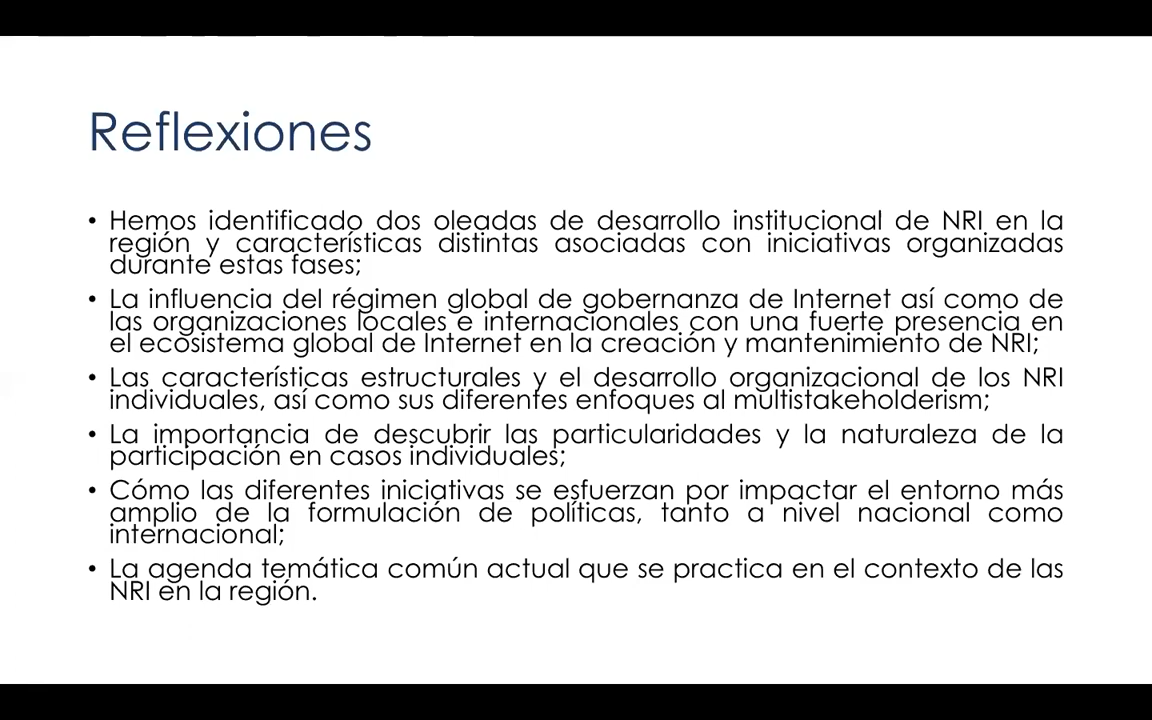 Reflexiones
• Hemos identificado dos oleadas de desarrollo institucional de NRI en la
región y características distintas asociadas con iniciativas organizadas
durante estas fases;
• La influencia del régimen global de gobernanza de Internet así como de
las organizaciones locales e internacionales con una fuerte presencia en
el ecosistema global de Internet en la creación y mantenimiento de NRI;
• Las características estructurales y el desarrollo organizacional de los NRI
individuales, así como sus diferentes enfoques al multistakeholderism;
• La importancia de descubrir las particularidades y la naturaleza de la
participación en casos individuales;
• Cómo las diferentes iniciativas se esfuerzan por impactar el entorno más
amplio de la formulación de políticas, tanto a nivel nacional como
internacional;
• La agenda temática común actual que se practica en el contexto de las
NRI en la región.